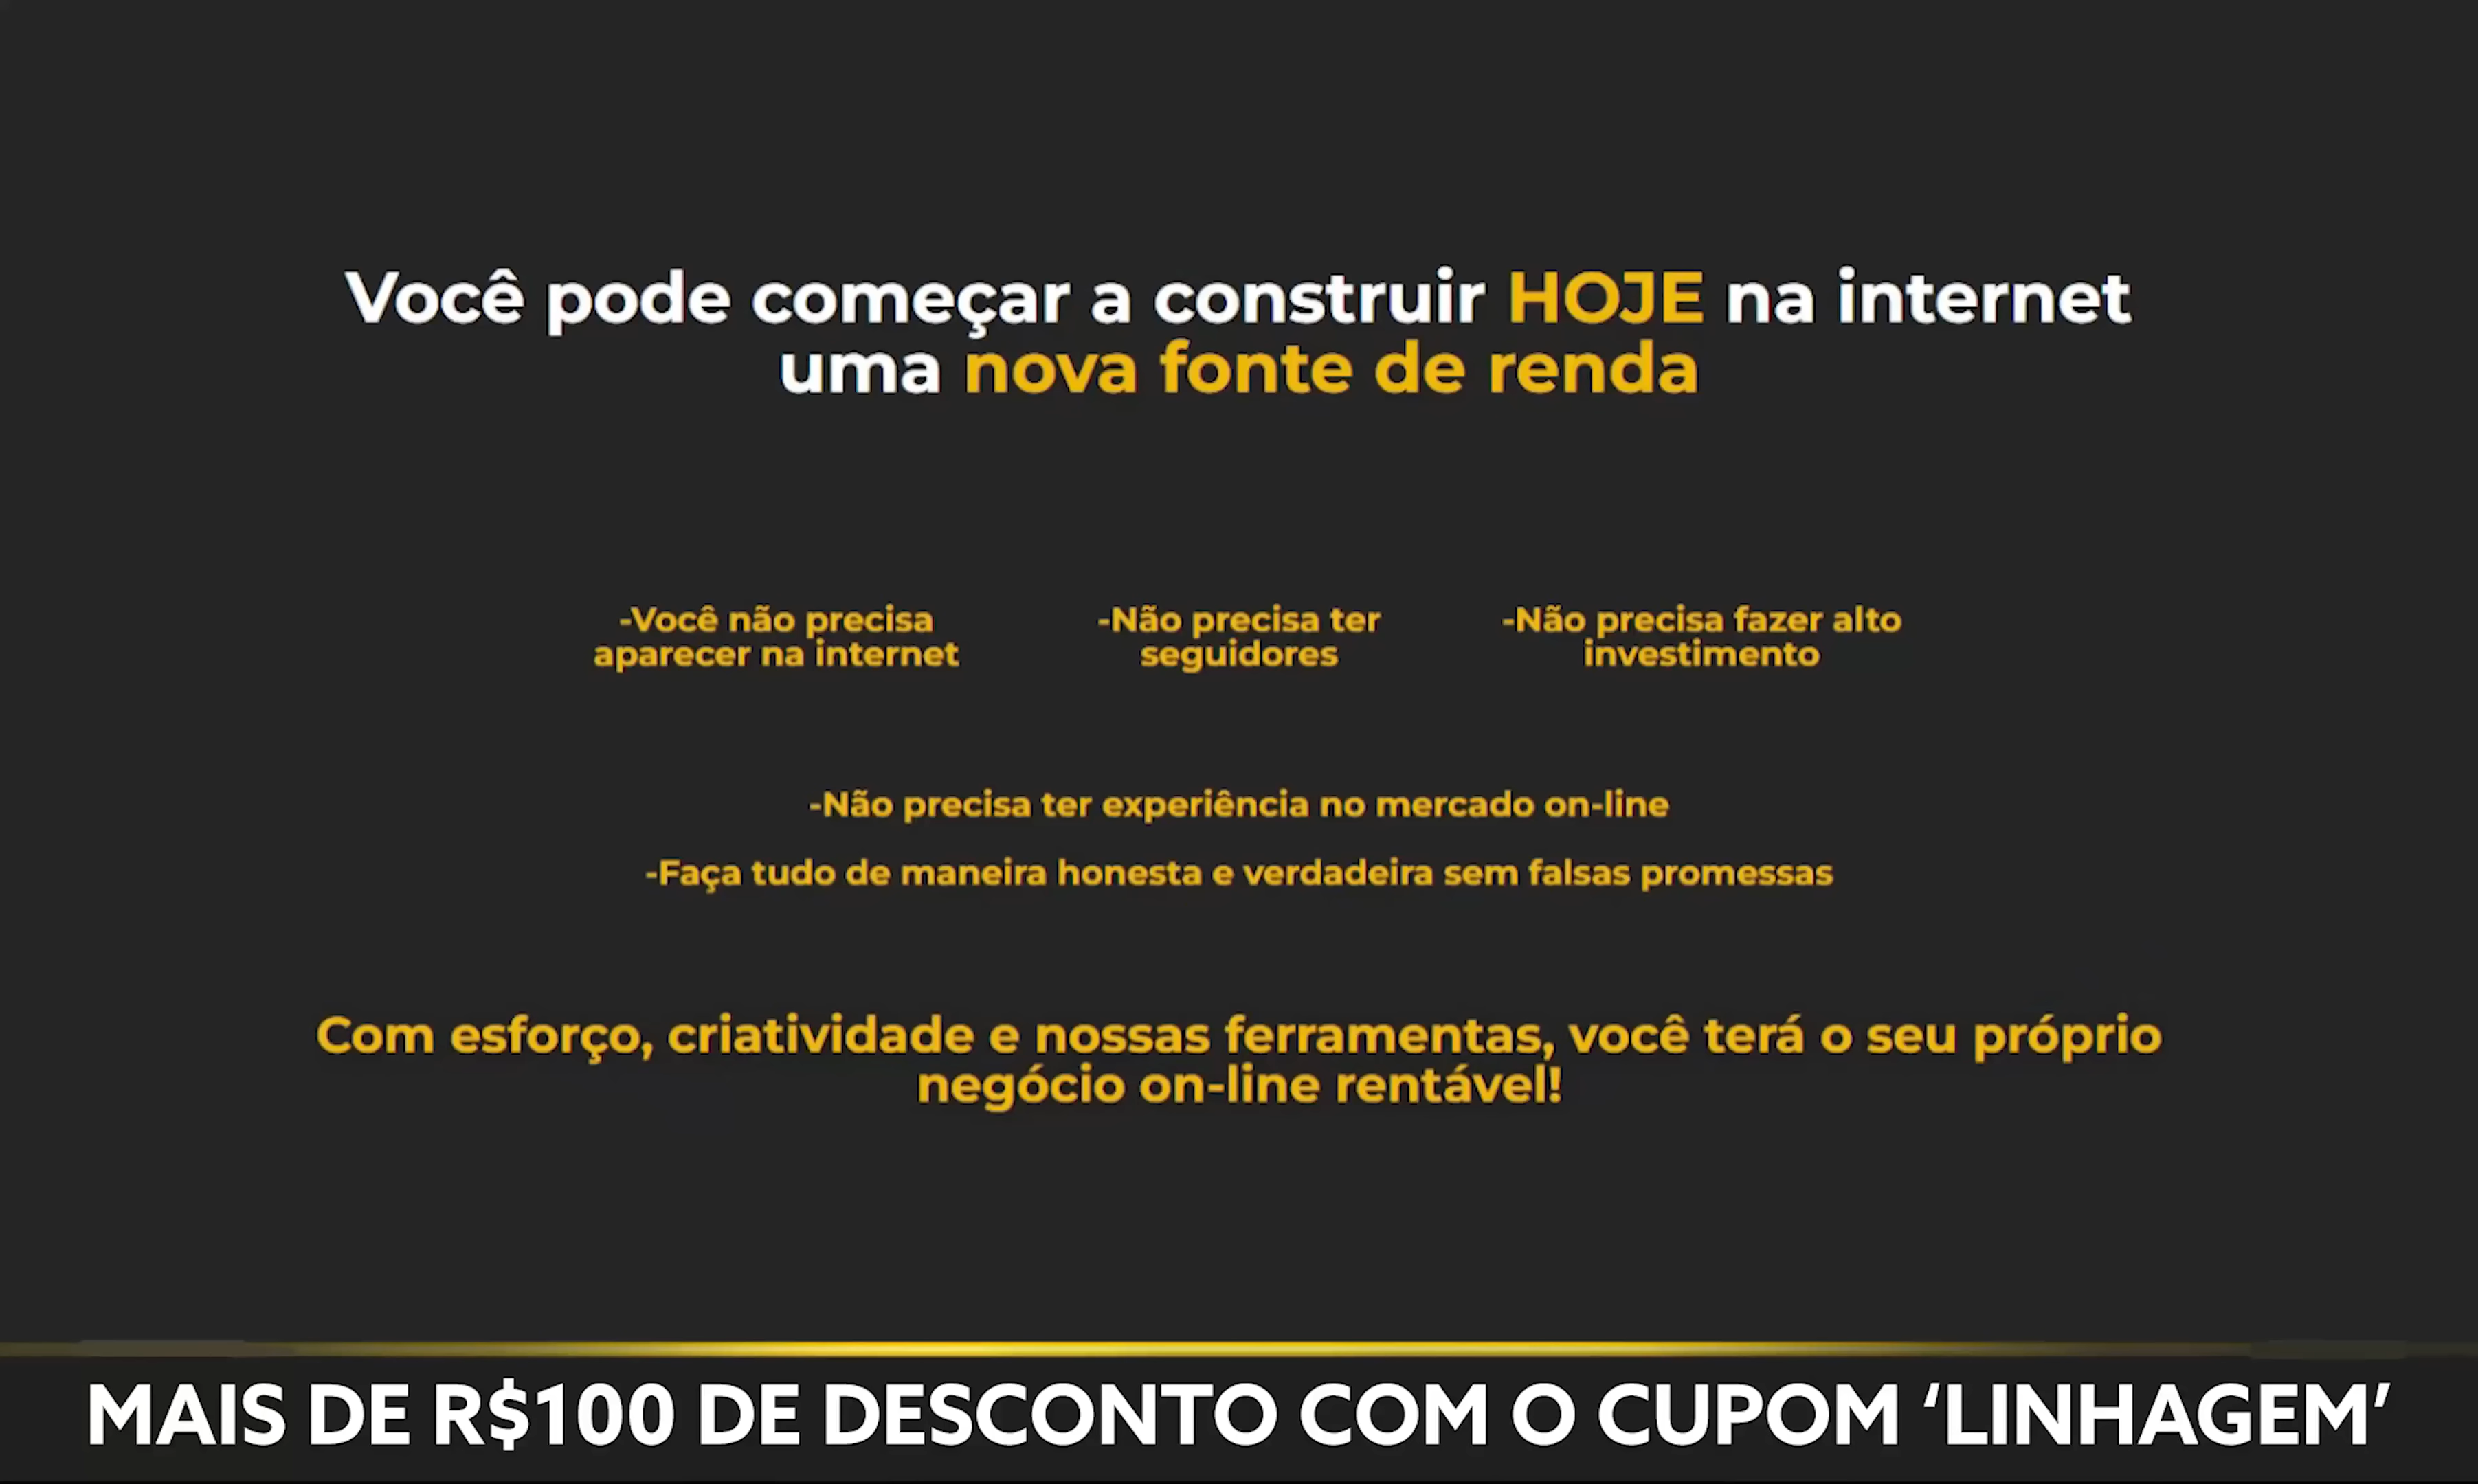 Você pode começar a construir HOJE na internet
uma nova fonte de renda
-Você não precisa
aparecer na internet
-Não precisa ter
seguidores
-Não precisa fazer alto
investimento
-Não precisa ter experiência no mercado on-line
-Faça tudo de maneira honesta e verdadeira sem falsas promessas
Com esforço, criatividade e nossas ferramentas, você terá o seu próprio
negócio on-line rentável!
MAIS DE R$100 DE DESCONTO COM O CUPOM ‘LINHAGEM’